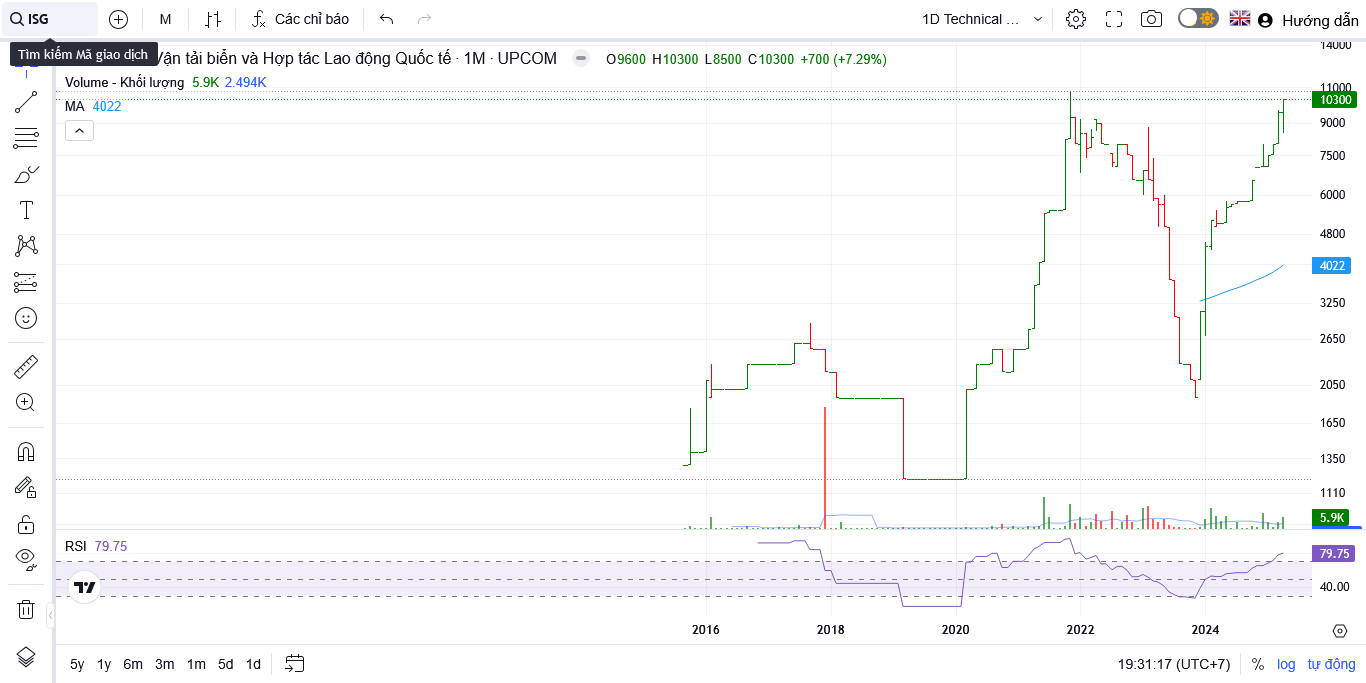 ISG
M
Các chỉ báo
1D Technical ...
Hướng dẫn
Tìm kiếm Mã giao dịch
Vận tải biển và Hợp tác Lao động Quốc tế · 1M · UPCOM
O9600 H10300 L8500 C10300 +700 (+7.29%)
Volume - Khối lượng 5.9K 2.494K
MA 4022
14000
11000
10300
9000
7500
6000
4800
4022
3250
2650
2050
1650
1350
1110
5.9K
RSI 79.75
79.75
40.00
2016 2018 2020 2022 2024
5y 1y 6m 3m 1m 5d 1d
19:31:17 (UTC+7) % log tự động